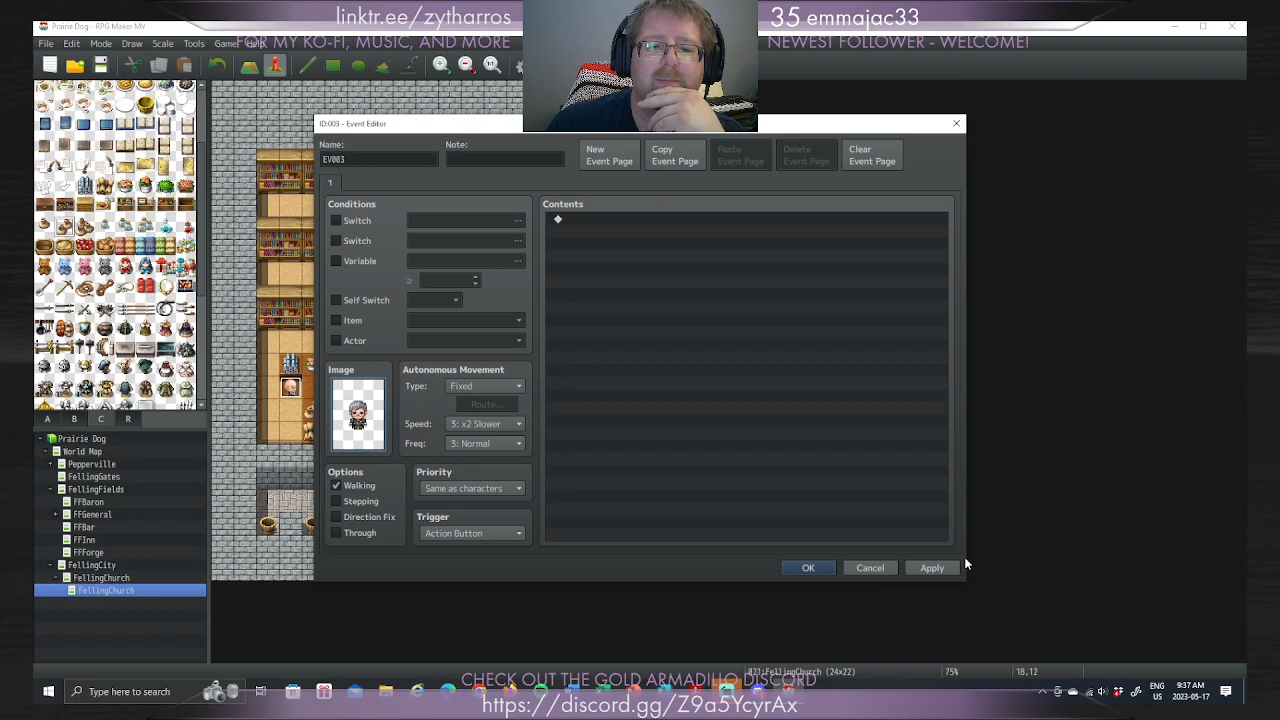 linktr.ee/zytharros
35 emmajac33
Prairie Dog - RPG Maker MV
FOR MY KO-FI, MUSIC, AND MORE
NEWEST FOLLOWER - WELCOME!
File Edit Mode Draw Scale Tools Game Help
ID:003 - Event Editor
Name: Note:
EV003
New Event Page
Copy Event Page
Paste Event Page
Delete Event Page
Clear Event Page
1
Conditions
Switch ...
Switch ...
Variable ...
≥
Self Switch
Item
Actor
Contents
Image
Autonomous Movement
Type: Fixed
Route...
Speed: 3: x2 Slower
Freq: 3: Normal
Options
Walking
Stepping
Direction Fix
Through
Priority
Same as characters
Trigger
Action Button
OK Cancel Apply
A B C R
Prairie Dog
World Map
Pepperville
FellingGates
FellingFields
FFBaron
FFGeneral
FFBar
FFInn
FFForge
FellingCity
FellingChurch
FellingChurch
021:FellingChurch (24x22) 75% 18,12
CHECK OUT THE GOLD ARMADILLO DISCORD
Type here to search
ENG US
9:37 AM
2023-05-17
https://discord.gg/Z9a5YcyrAx